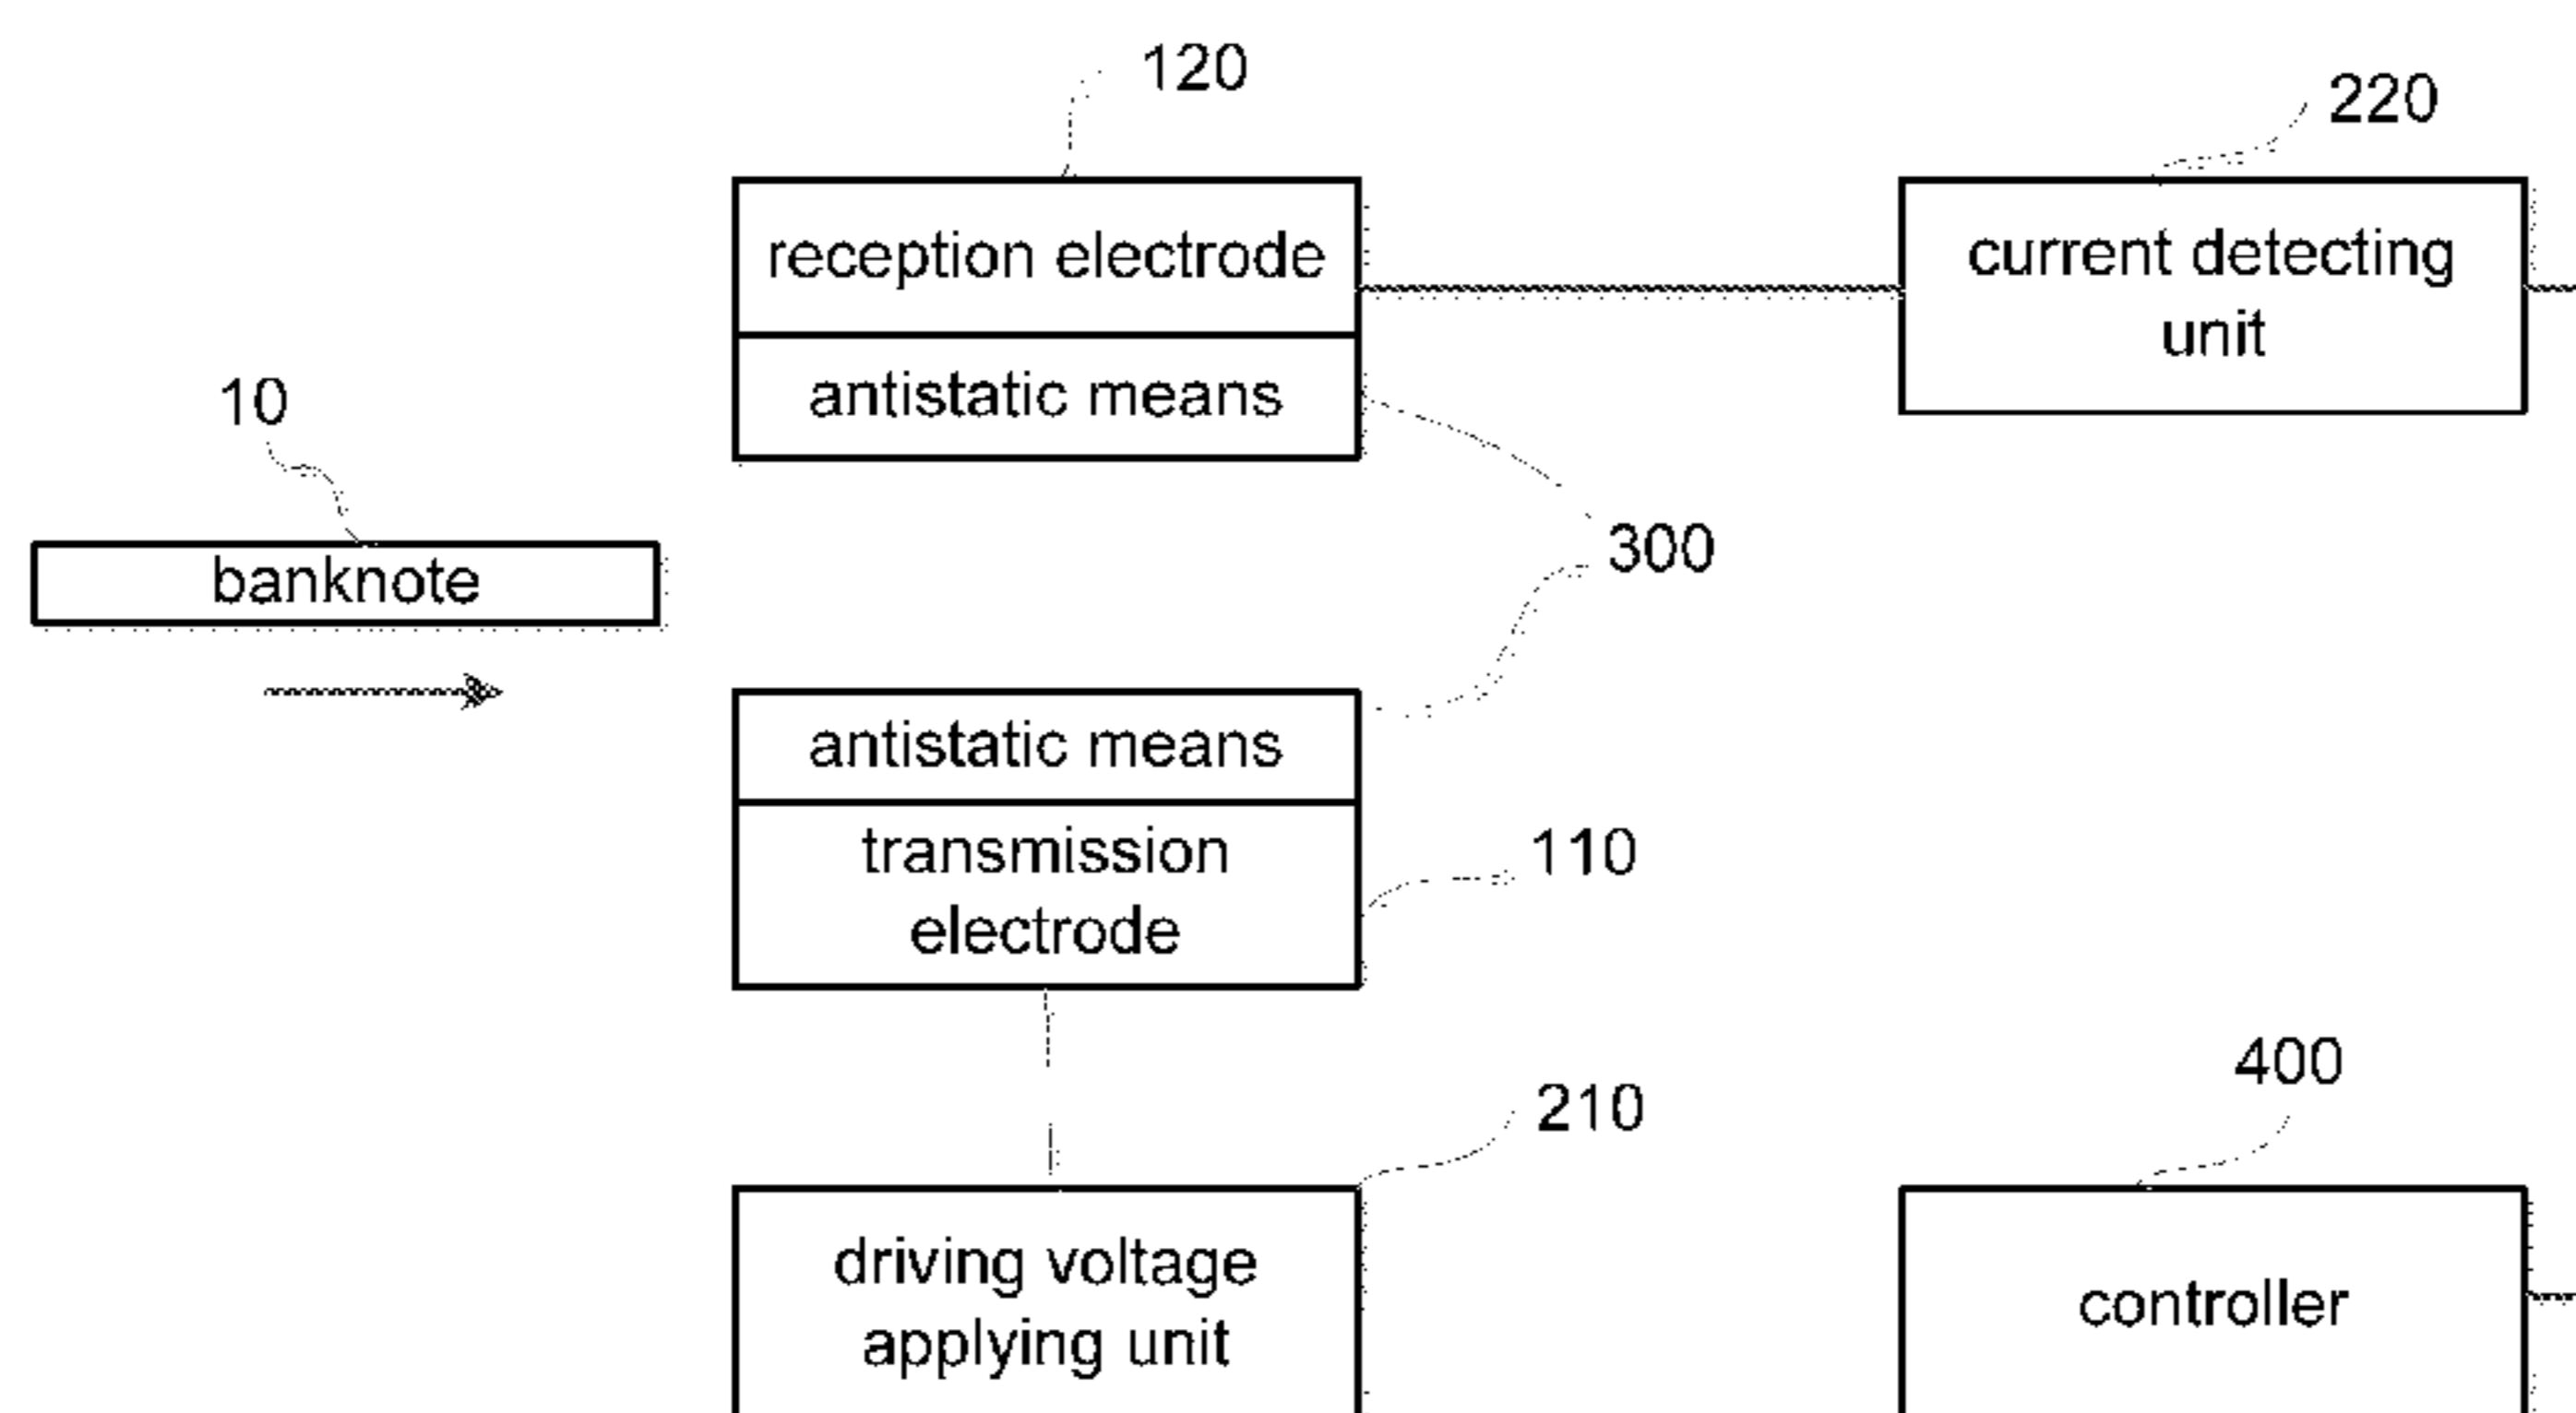 120
220
reception electrode
current detecting
unit
antistatic means
10
300
banknote
antistatic means
transmission
electrode
110
400
210
driving voltage
applying unit
controller